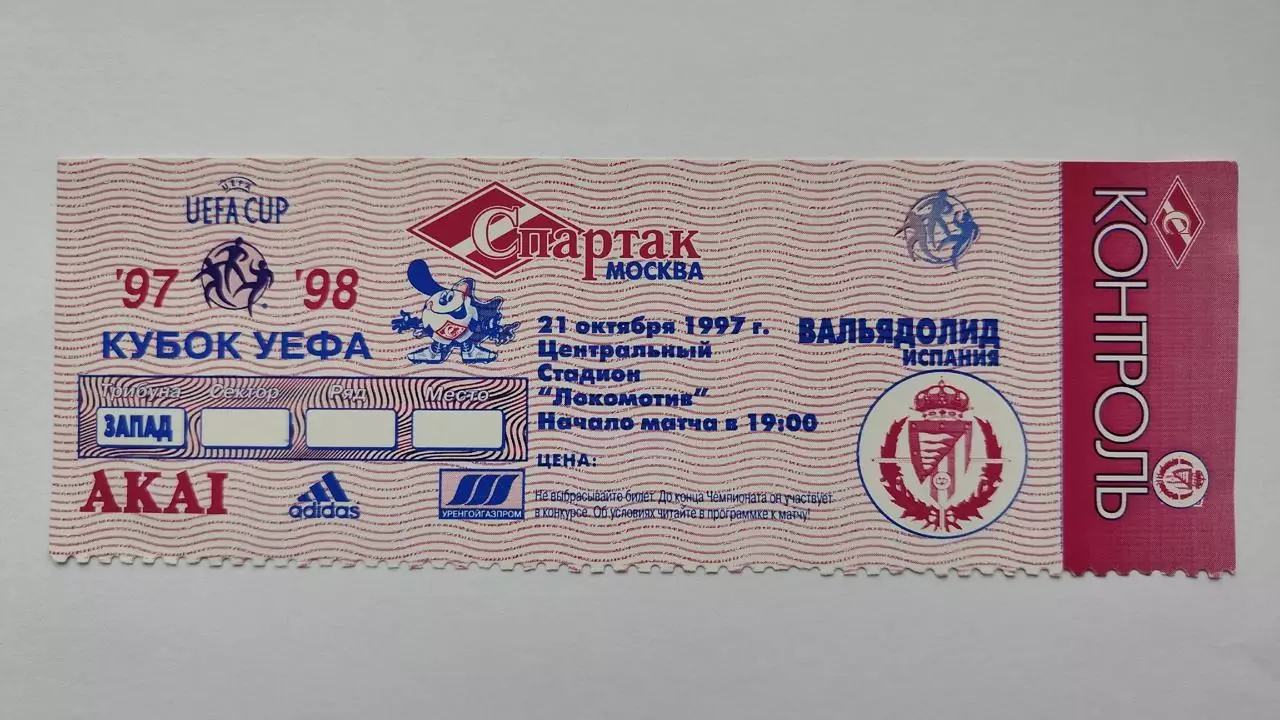 UEFA
UEFA CUP
'97 '98
КУБОК УЕФА
Трибуна Сектор Ряд Место
ЗАПАД
AKAI
adidas
УРЕНГОЙГАЗПРОМ
Спартак
МОСКВА
21 октября 1997 г.
Центральный
Стадион
"Локомотив"
Начало матча в 19:00
ЦЕНА:
Не выбрасывайте билет. До конца Чемпионата он участвует
в конкурсе. Об условиях читайте в программке к матчу!
ВАЛЬЯДОЛИД
ИСПАНИЯ
КОНТРОЛЬ
С